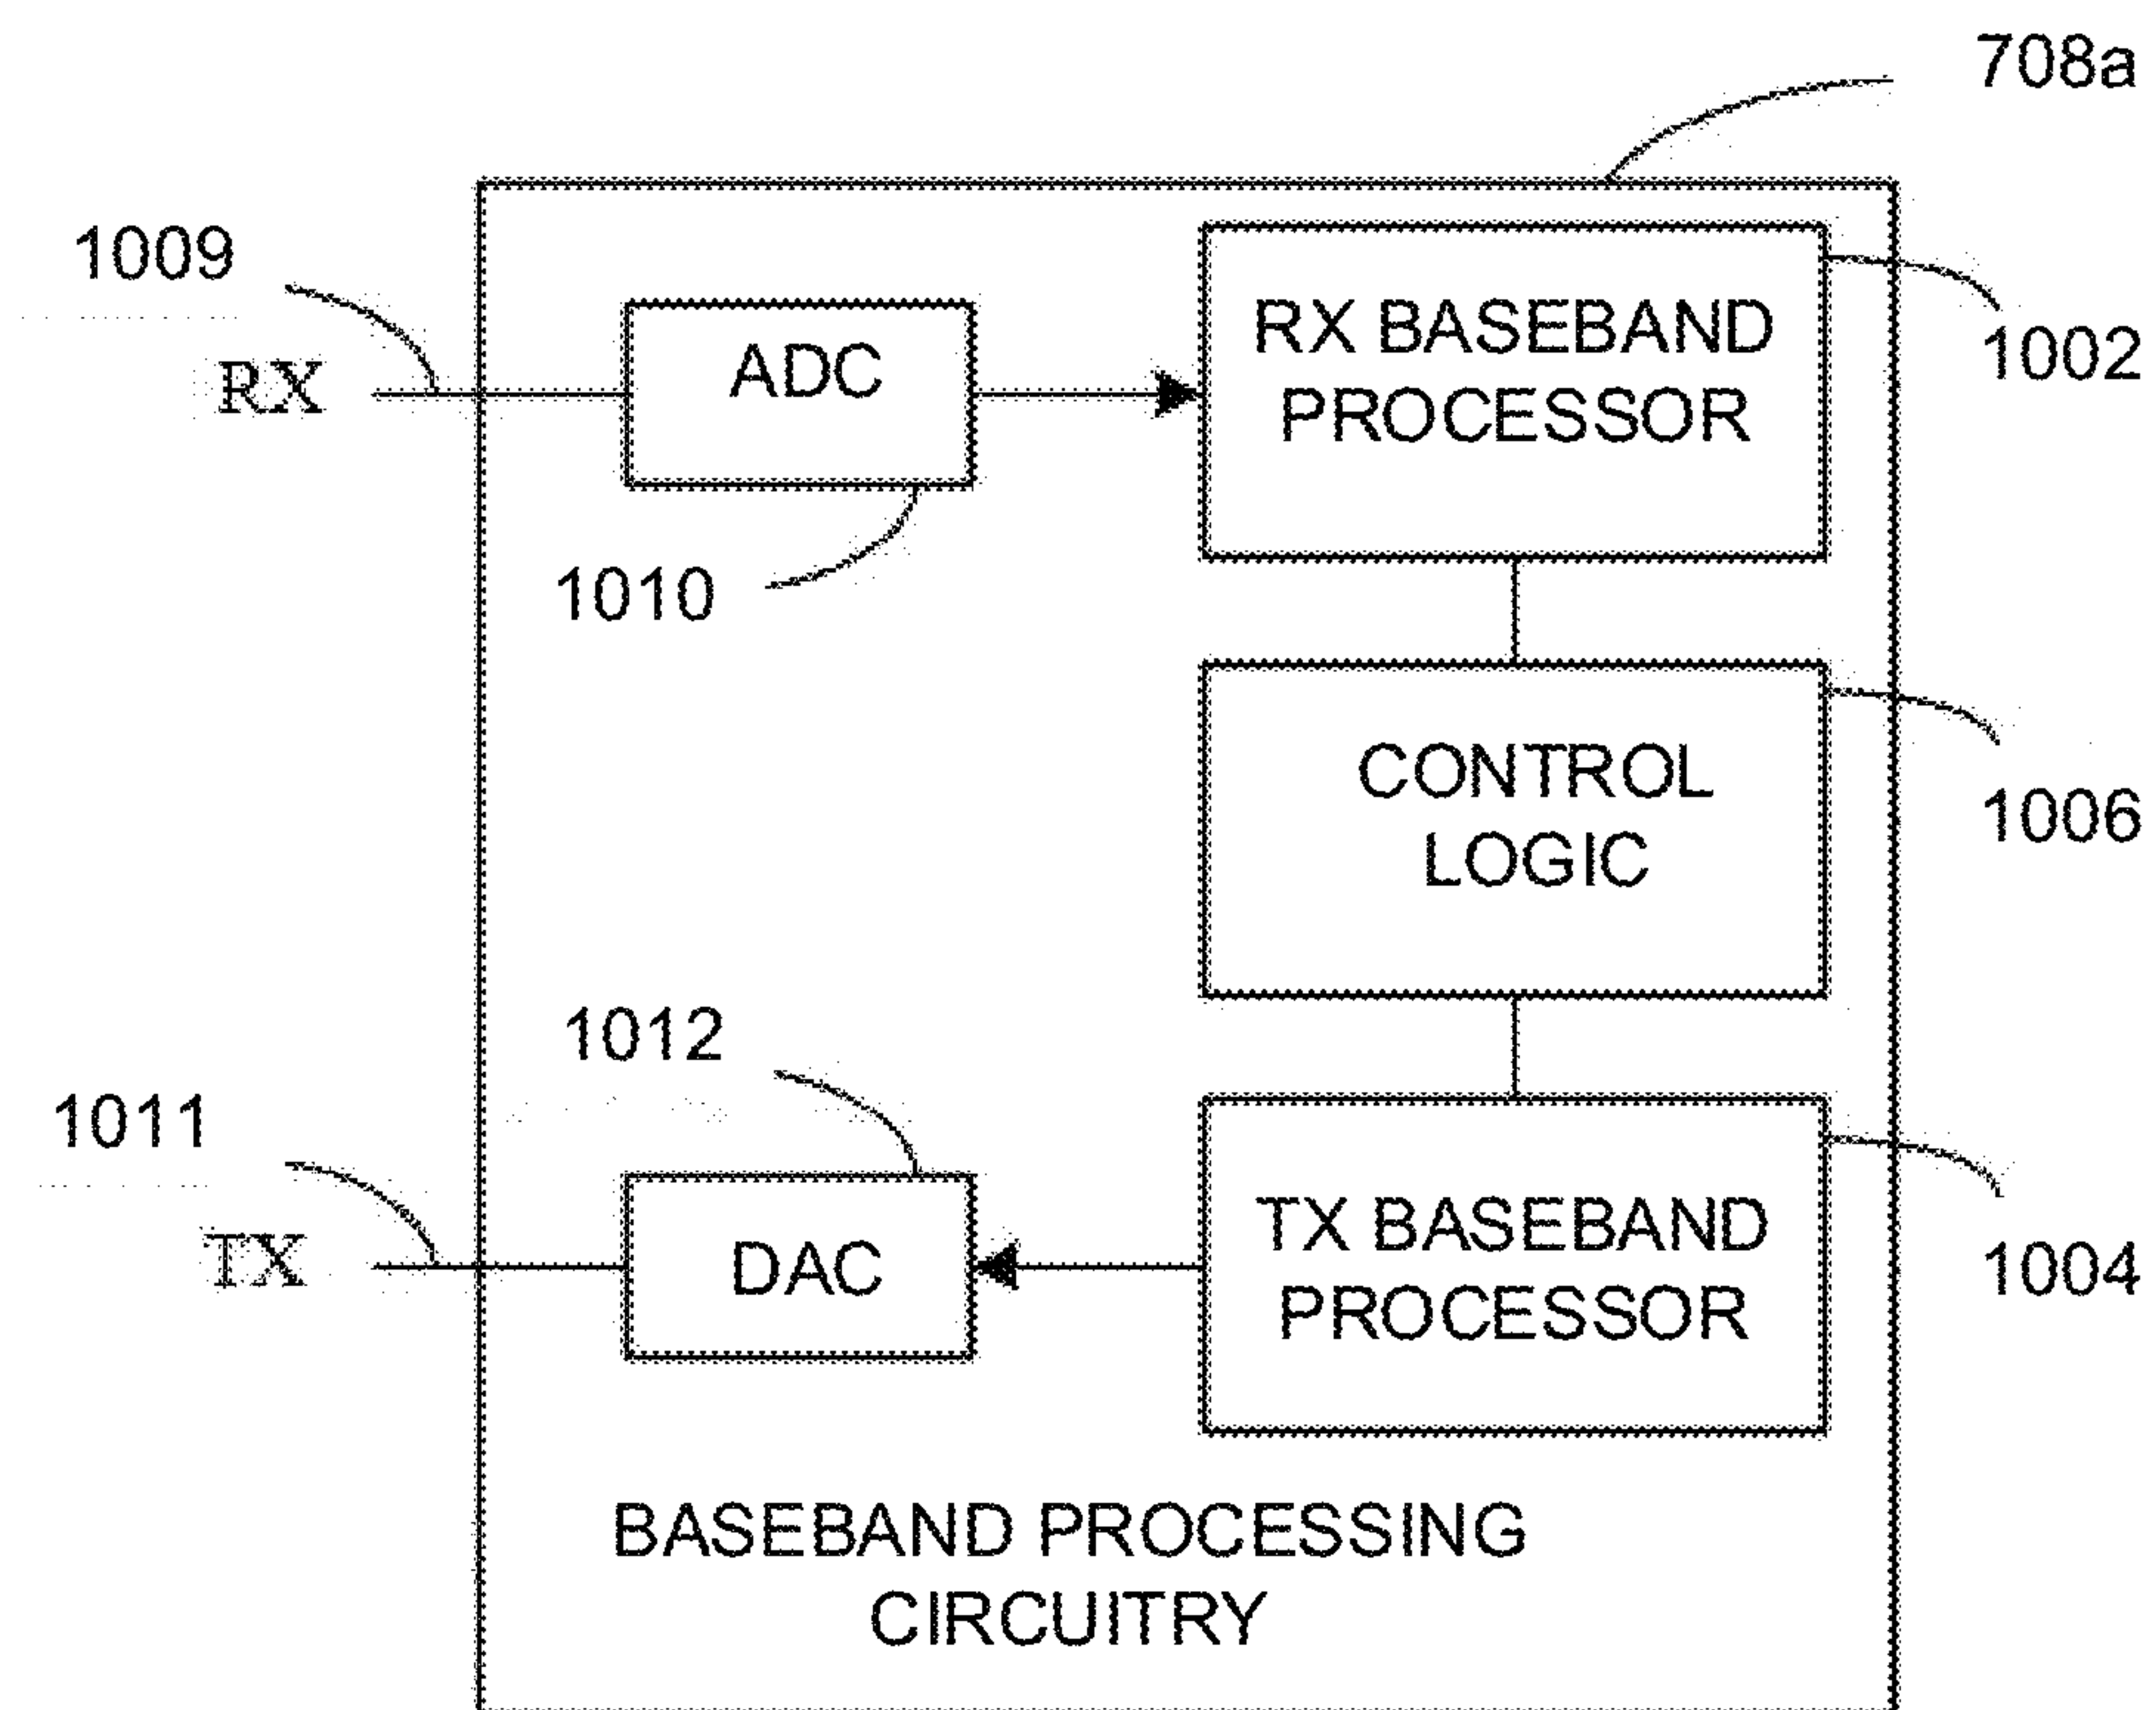 708a
1009
RX
ADC
1010
RX BASEBAND
PROCESSOR
1002
CONTROL
LOGIC
1006
1012
1011
TX
DAC
TX BASEBAND
PROCESSOR
1004
BASEBAND PROCESSING
CIRCUITRY